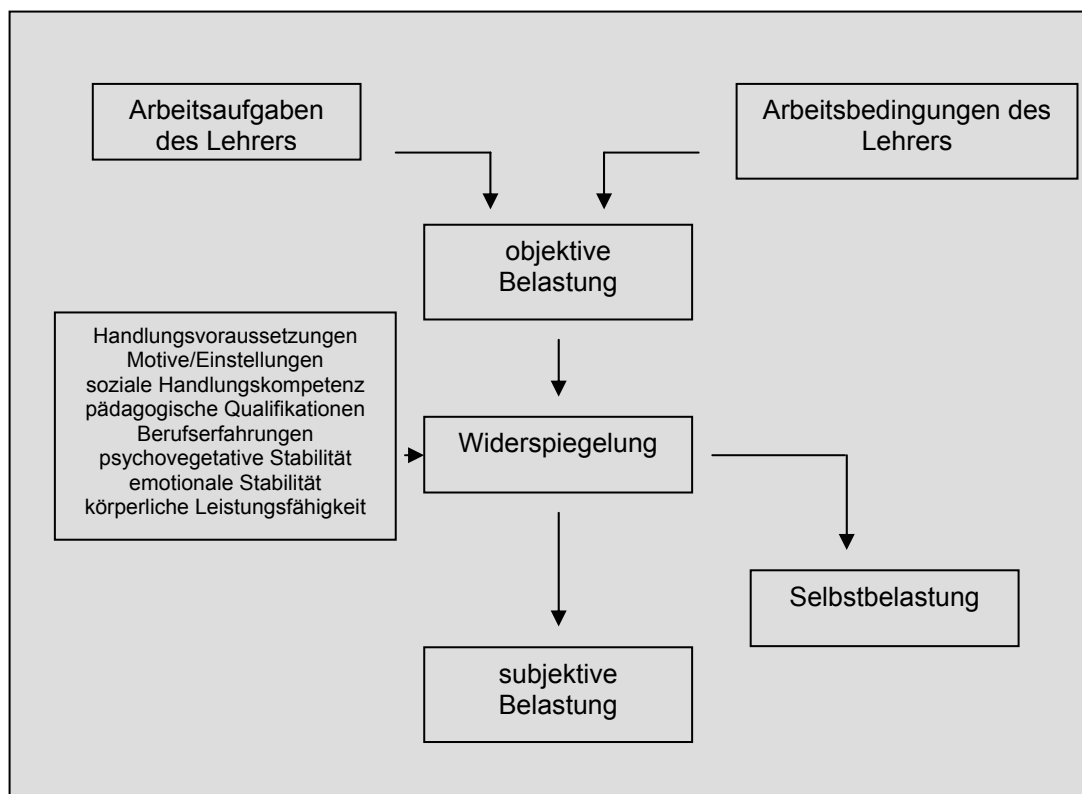 Arbeitsaufgaben
des Lehrers
Arbeitsbedingungen des
Lehrers
objektive
Belastung
Handlungsvoraussetzungen
Motive/Einstellungen
soziale Handlungskompetenz
pädagogische Qualifikationen
Berufserfahrungen
psychovegetative Stabilität
emotionale Stabilität
körperliche Leistungsfähigkeit
Widerspiegelung
Selbstbelastung
subjektive
Belastung